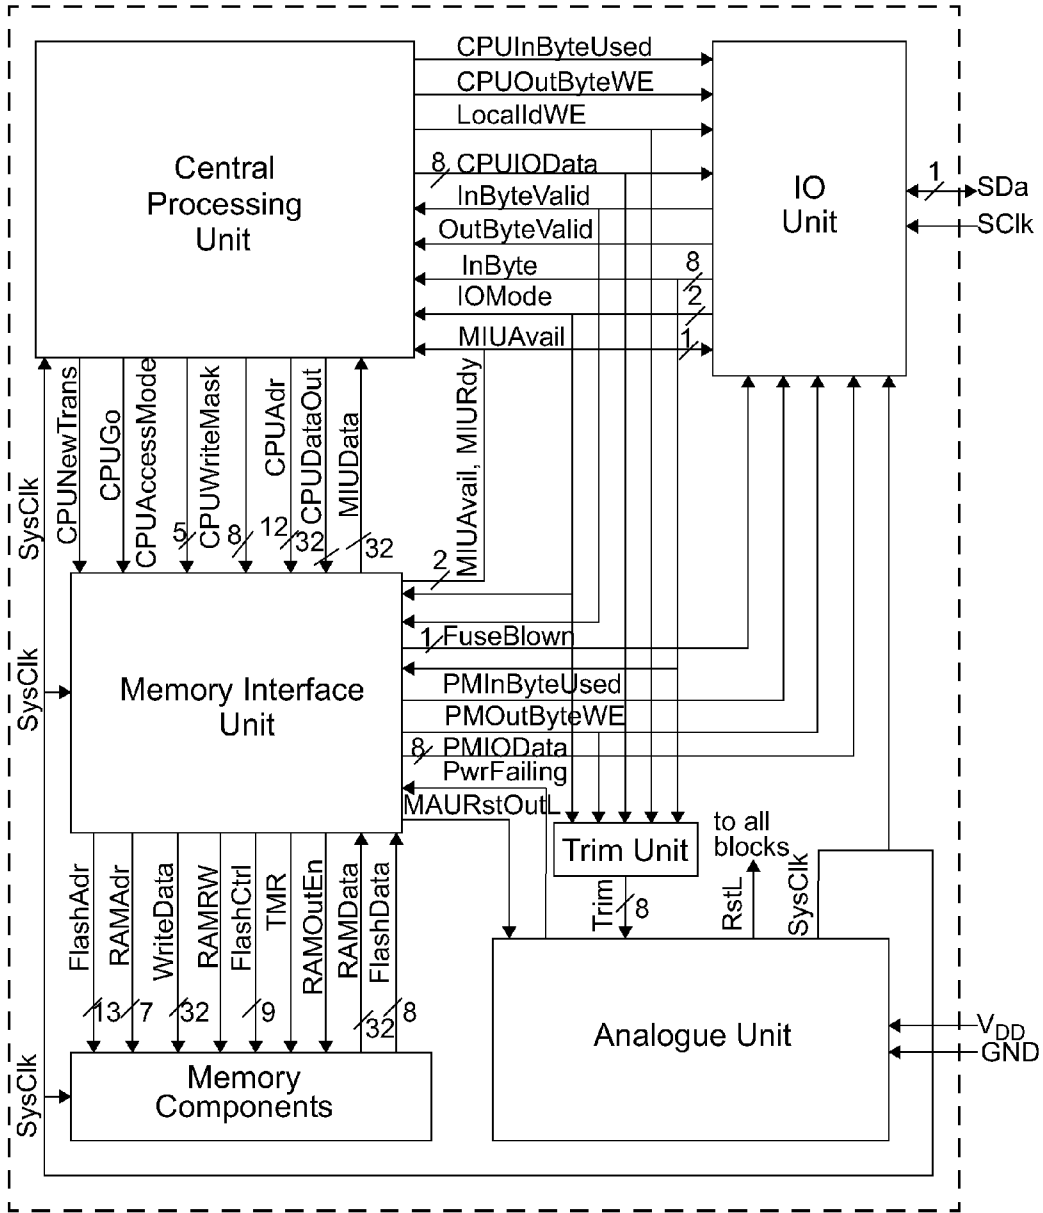 CPUInByteUsed
CPUOutByteWE
LocalIdWE
8 CPUIOData
InByteValid
OutByteValid
InByte 8
IOMode 2
MIUAvail 1
Central
Processing
Unit
IO
Unit
1
SDa
SClk
SysClk
CPUNewTrans
CPUGo
CPUAccessMode
5
CPUWriteMask
8
CPUAdr
12
CPUDataOut
32
MIUData
32
MIUAvail, MIURdy
2
1 FuseBlown
PMInByteUsed
PMOutByteWE
8 PMIOData
PwrFailing
MAURstOutL
SysClk
Memory Interface
Unit
Trim Unit
to all
blocks
FlashAdr
13
RAMAdr
7
WriteData
32
RAMRW
FlashCtrl
9
TMR
RAMOutEn
RAMData
32
FlashData
8
Trim
8
RstL
SysClk
Analogue Unit
VDD
GND
SysClk
Memory
Components